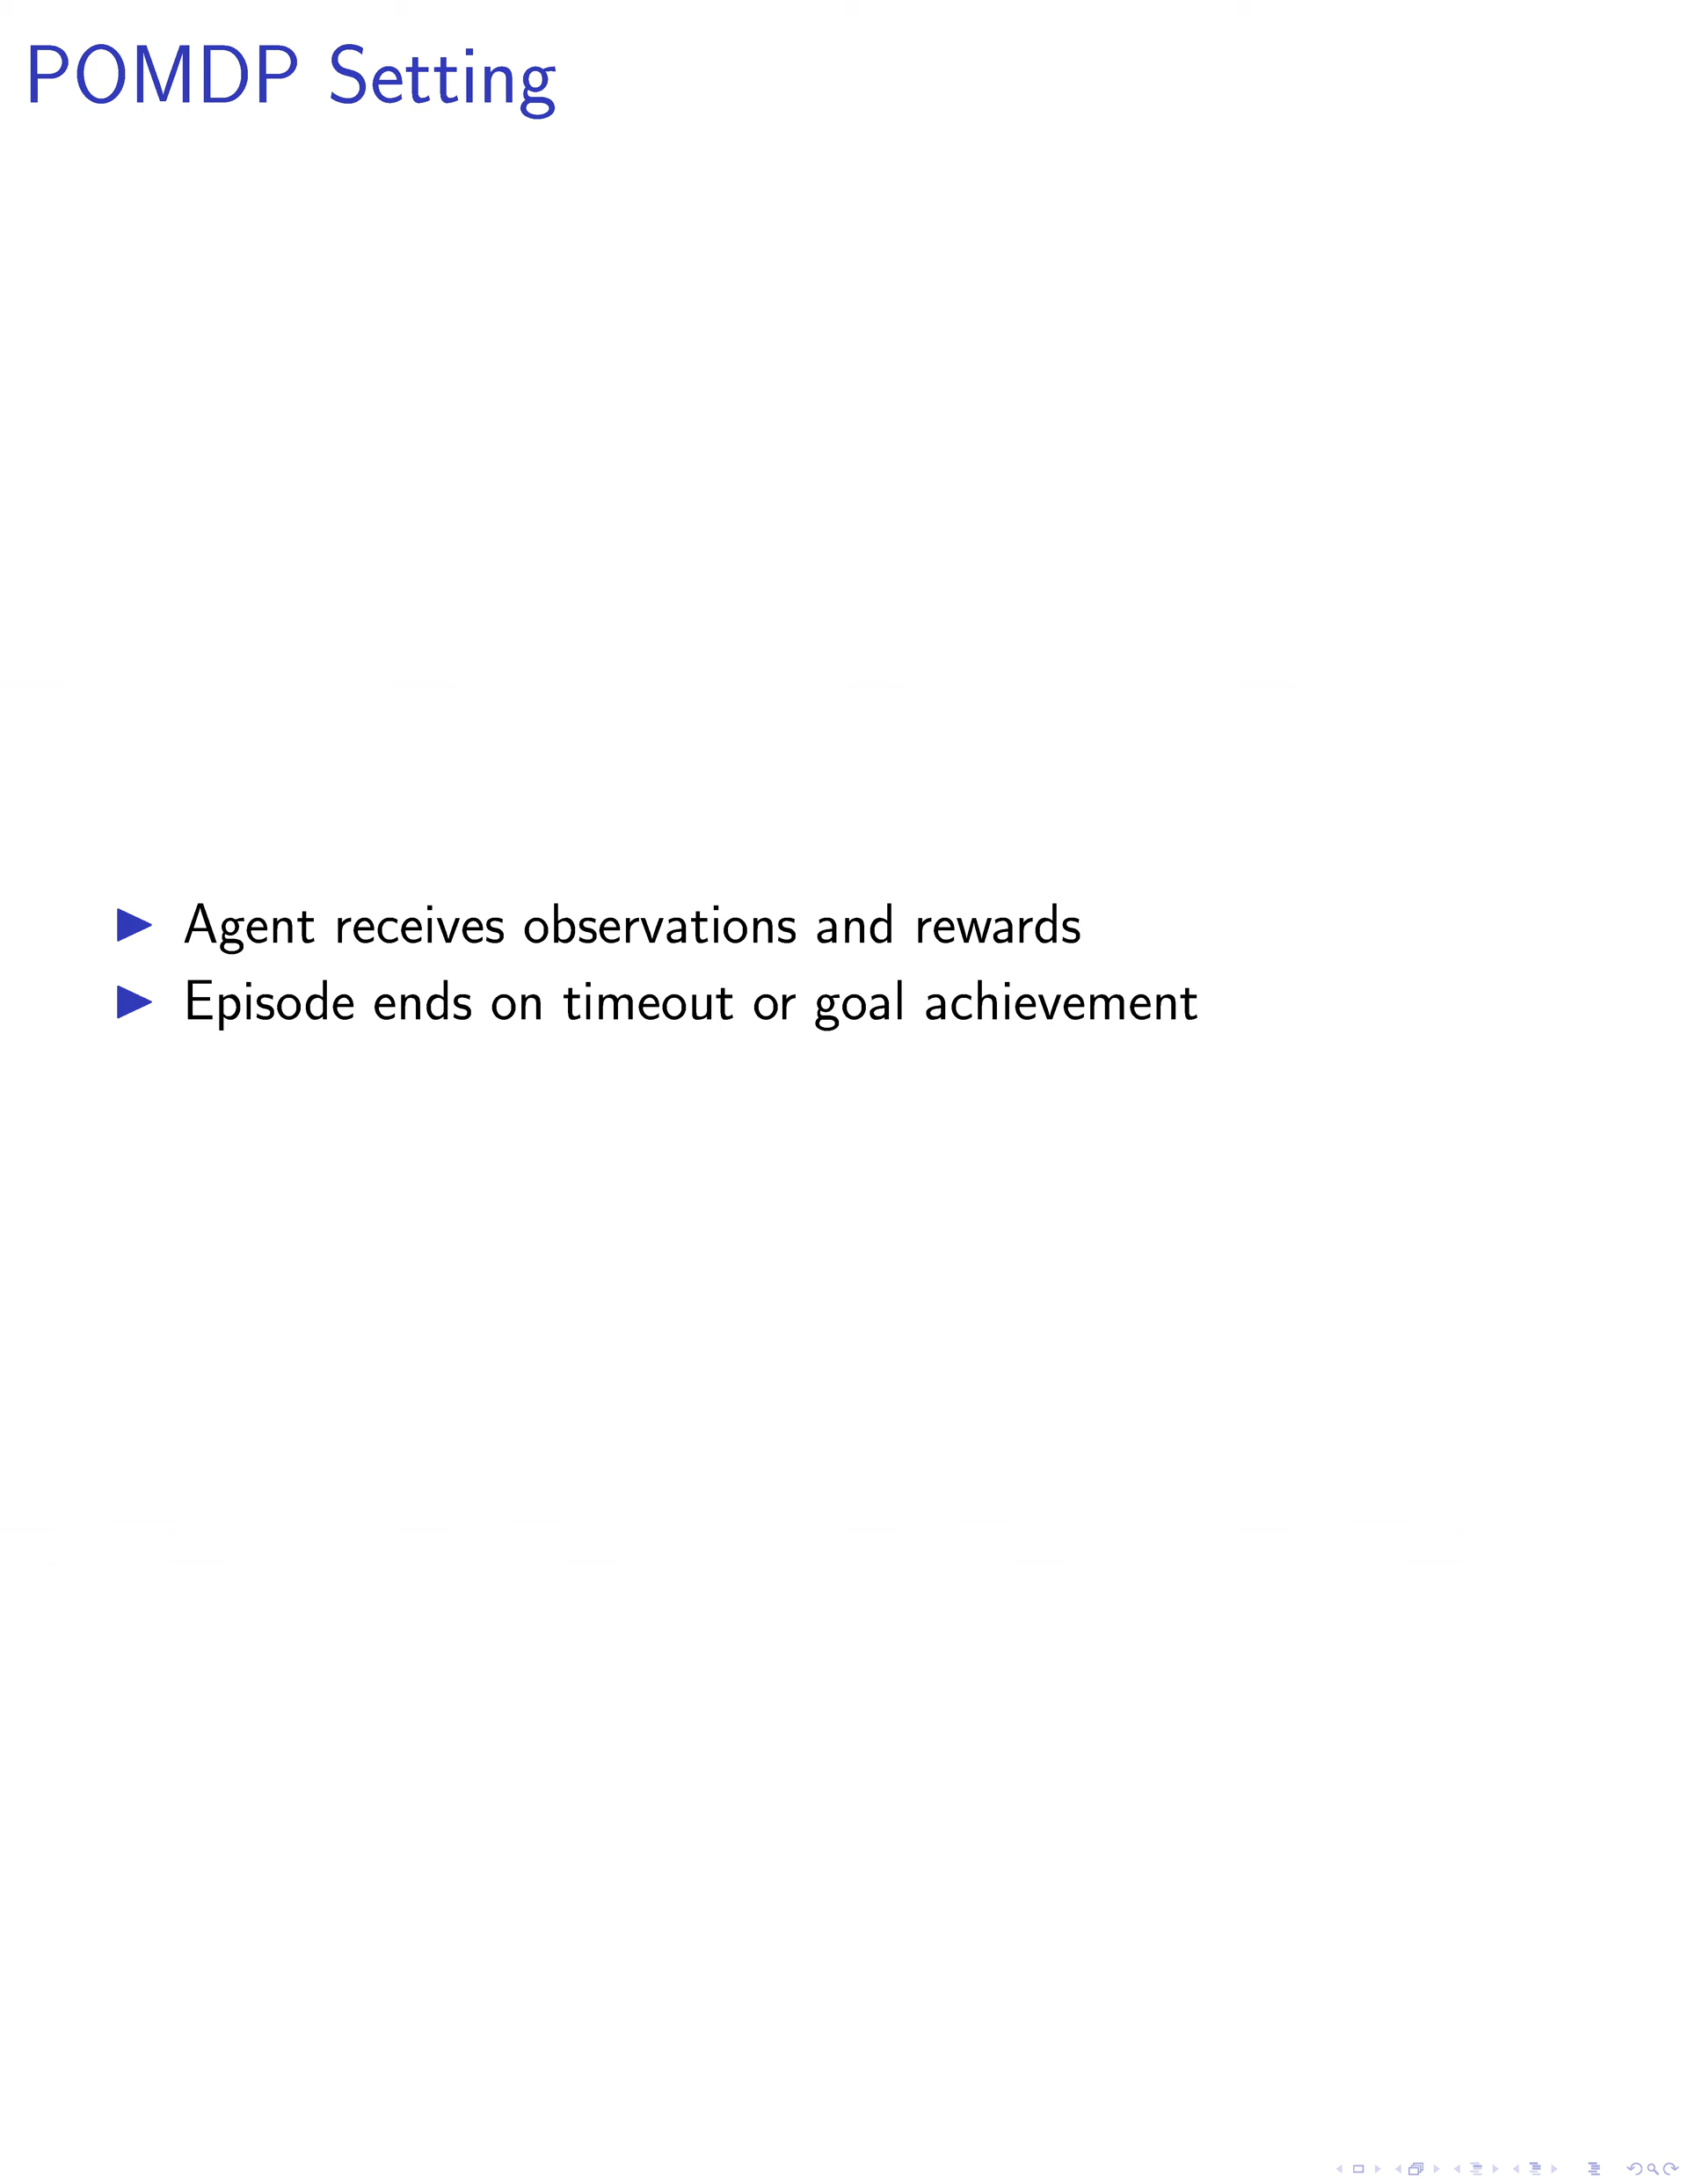 POMDP Setting
Agent receives observations and rewards
Episode ends on timeout or goal achievement